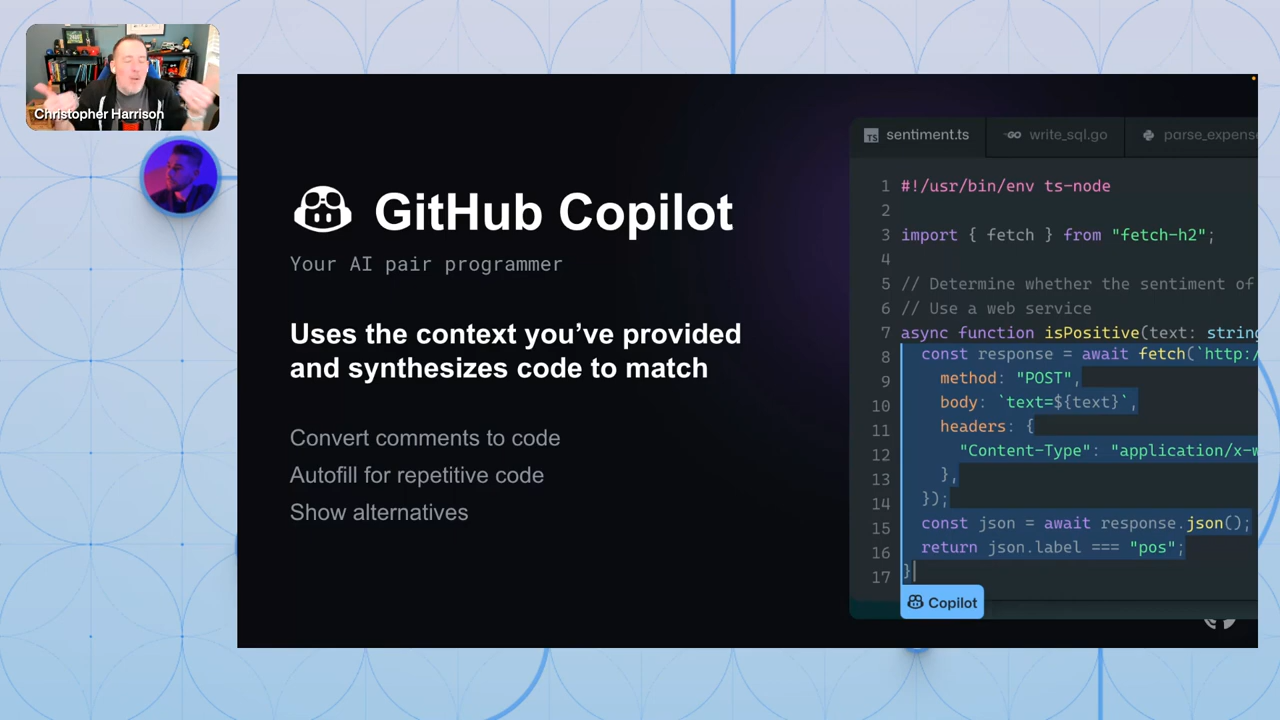 Christopher Harrison
GitHub Copilot
Your AI pair programmer
Uses the context you’ve provided
and synthesizes code to match
Convert comments to code
Autofill for repetitive code
Show alternatives
TS sentiment.ts
GO write_sql.go
parse_expens
1 #!/usr/bin/env ts-node
2
3 import { fetch } from "fetch-h2";
4
5 // Determine whether the sentiment of
6 // Use a web service
7 async function isPositive(text: string
8 const response = await fetch(`http:/
9 method: "POST",
10 body: `text=${text}`,
11 headers: {
12 "Content-Type": "application/x-w
13 },
14 });
15 const json = await response.json();
16 return json.label === "pos";
17 }
Copilot